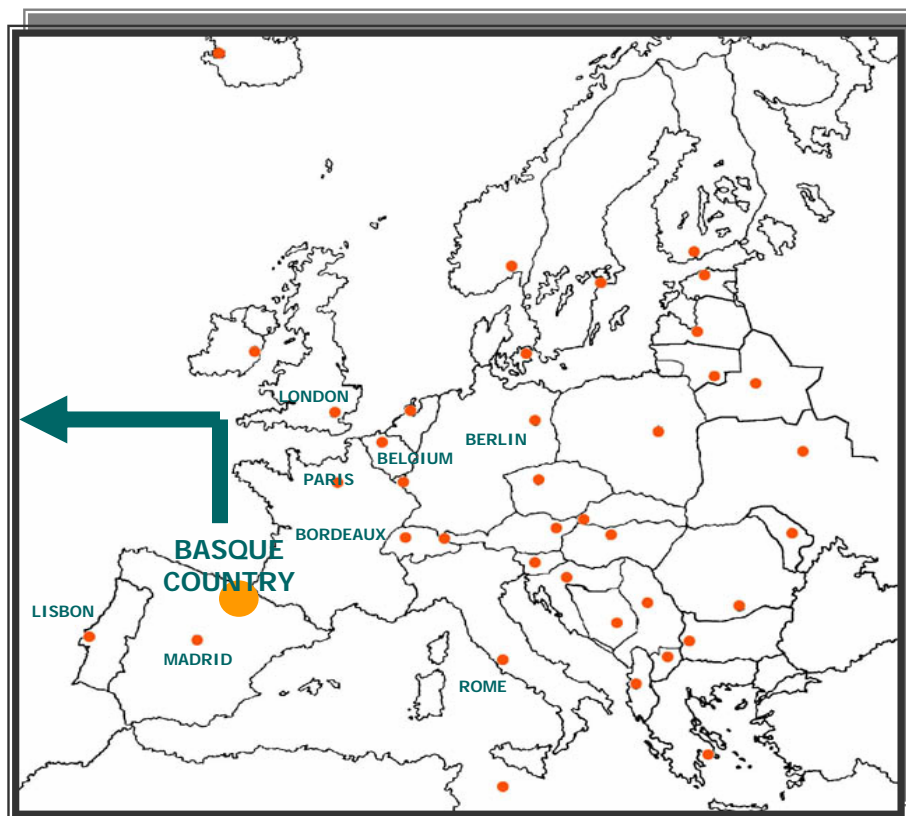 LONDON
BERLIN
BELGIUM
PARIS
BORDEAUX
BASQUE
COUNTRY
LISBON
MADRID
ROME